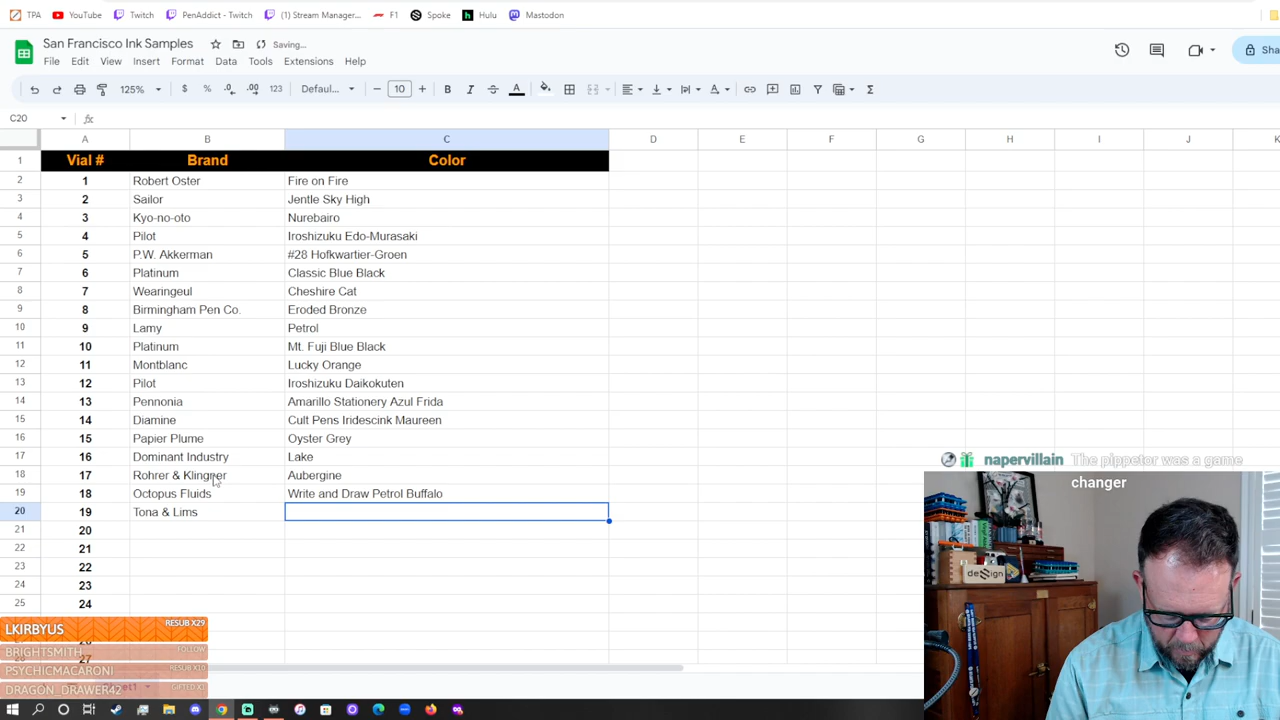 TPA YouTube Twitch PenAddict - Twitch (1) Stream Manager... F1 Spoke Hulu Mastodon
San Francisco Ink Samples Saving...
File Edit View Insert Format Data Tools Extensions Help Sha
125% $ % .0 .00 123 Defaul... 10 B I A
C20 fx
A B C D E F G H I J K
1 Vial # Brand Color
2 1 Robert Oster Fire on Fire
3 2 Sailor Jentle Sky High
4 3 Kyo-no-oto Nurebairo
5 4 Pilot Iroshizuku Edo-Murasaki
6 5 P.W. Akkerman #28 Hofkwartier-Groen
7 6 Platinum Classic Blue Black
8 7 Wearingeul Cheshire Cat
9 8 Birmingham Pen Co. Eroded Bronze
10 9 Lamy Petrol
11 10 Platinum Mt. Fuji Blue Black
12 11 Montblanc Lucky Orange
13 12 Pilot Iroshizuku Daikokuten
14 13 Pennonia Amarillo Stationery Azul Frida
15 14 Diamine Cult Pens Iridescink Maureen
16 15 Papier Plume Oyster Grey
17 16 Dominant Industry Lake
18 17 Rohrer & Klingner Aubergine
19 18 Octopus Fluids Write and Draw Petrol Buffalo
20 19 Tona & Lims
21 20
22 21
23 22
24 23
25 24
27
napervillain The pippetor was a game
changer
deSign
LKIRBYUS RESUB X29
BRIGHTSMITH FOLLOW
PSYCHICMACARONI RESUB X10
DRAGON_DRAWER42 GIFTED X1